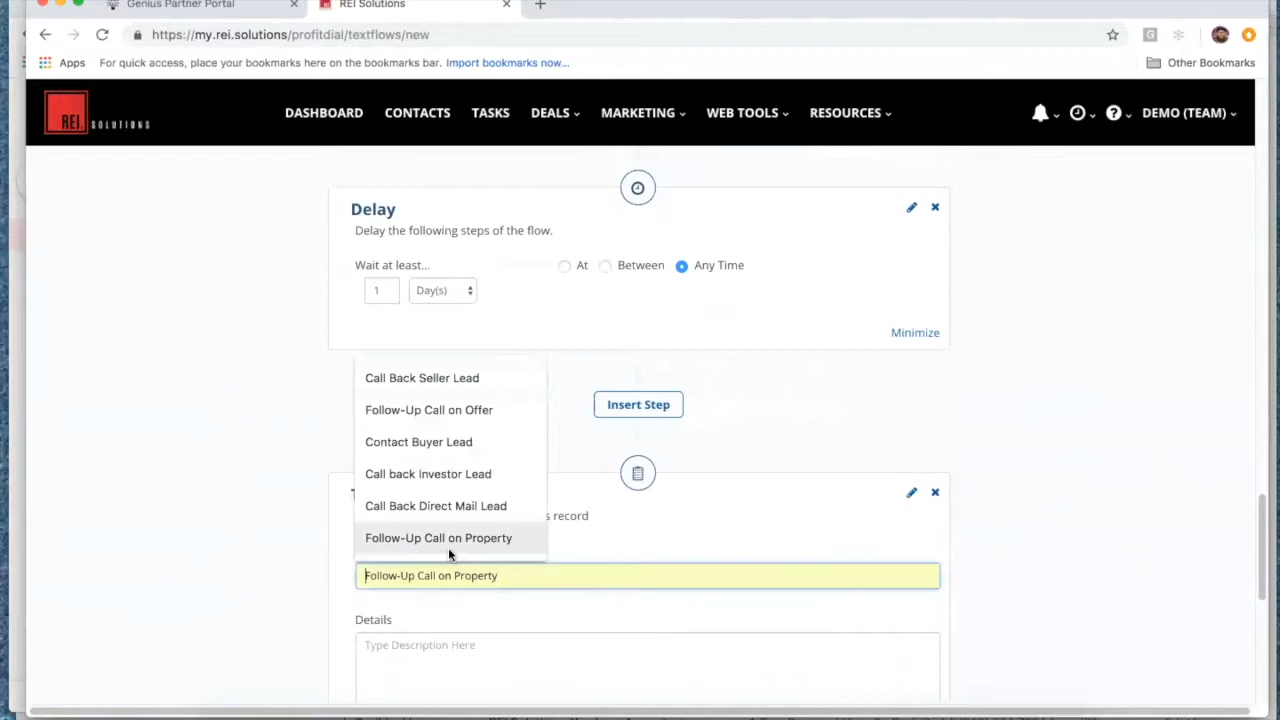 Genius Partner Portal
REI Solutions
https://my.rei.solutions/profitdial/textflows/new
Apps
For quick access, place your bookmarks here on the bookmarks bar. Import bookmarks now...
Other Bookmarks
REI. SOLUTIONS
DASHBOARD
CONTACTS
TASKS
DEALS
MARKETING
WEB TOOLS
RESOURCES
DEMO (TEAM)
Delay
Delay the following steps of the flow.
Wait at least...
At
Between
Any Time
1
Day(s)
Minimize
Call Back Seller Lead
Follow-Up Call on Offer
Insert Step
Contact Buyer Lead
Call back Investor Lead
Call Back Direct Mail Lead
s record
Follow-Up Call on Property
Follow-Up Call on Property
Details
Type Description Here